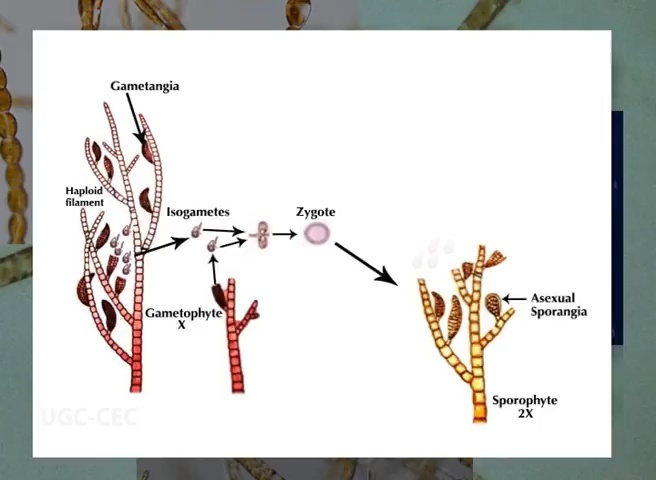 Gametangia
Haploid
filament
Isogametes
Zygote
Gametophyte
X
Asexual
Sporangia
Sporophyte
2X
UGC-CEC